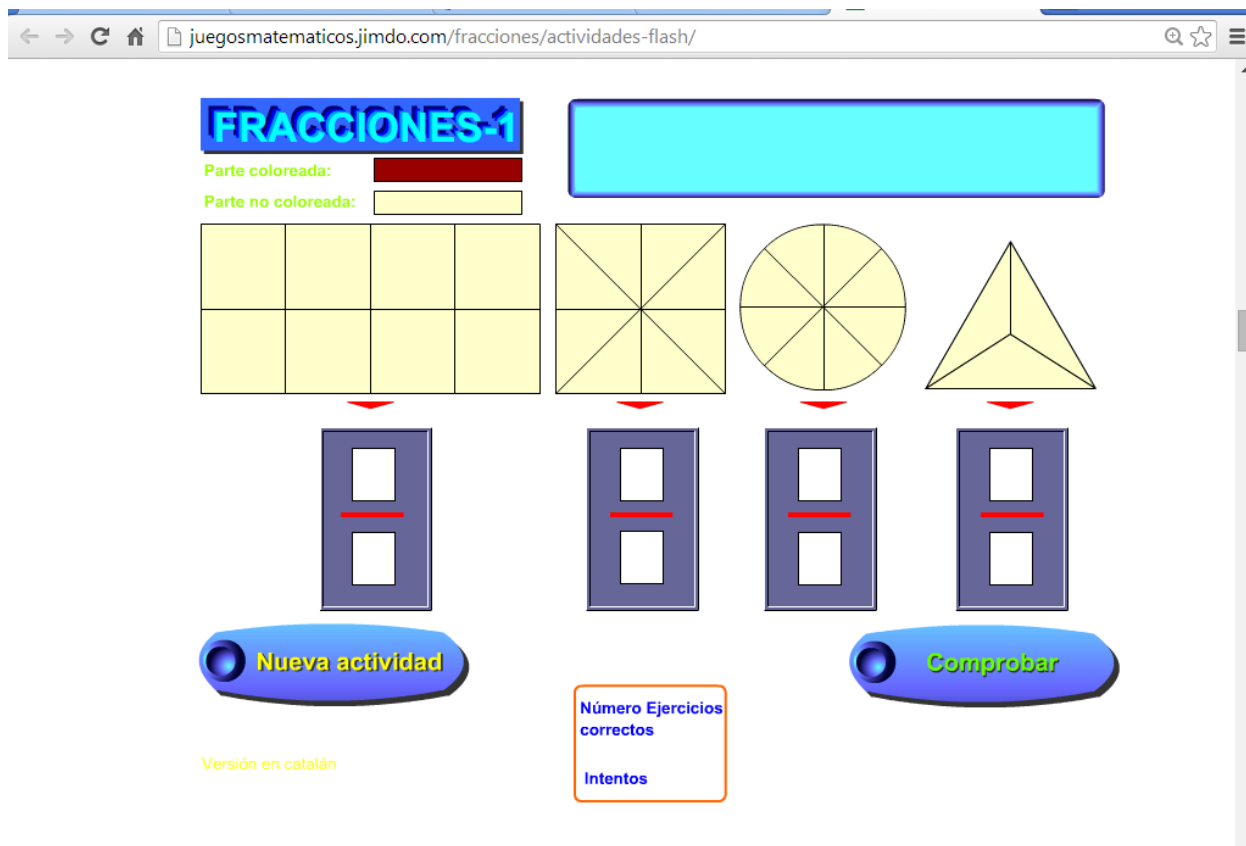 juegosmatematicos.jimdo.com/fracciones/actividades-flash/
FRACCIONES-1
Parte coloreada:
Parte no coloreada:
Nueva actividad
Comprobar
Número Ejercicios
correctos
Intentos
Versión en catalán